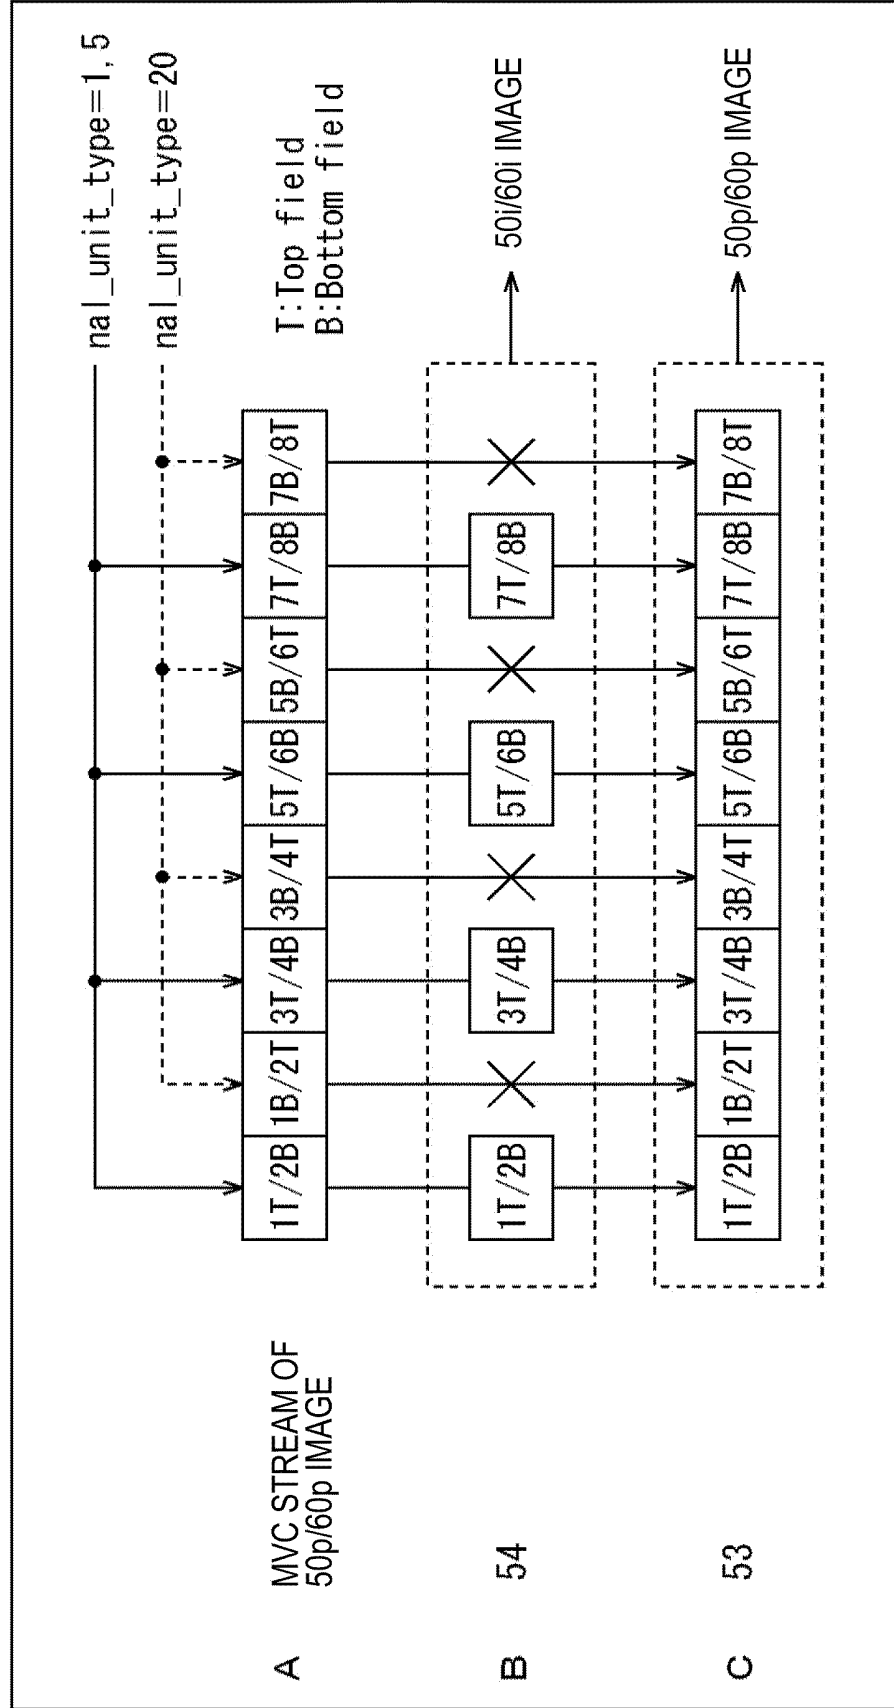 nal_unit_type=1, 5
nal_unit_type=20
T:Top field
B:Bottom field
A
MVC STREAM OF
50p/60p IMAGE
1T/2B 1B/2T 3T/4B 3B/4T 5T/6B 5B/6T 7T/8B 7B/8T
B
54
1T/2B 3T/4B 5T/6B 7T/8B
50i/60i IMAGE
C
53
1T/2B 1B/2T 3T/4B 3B/4T 5T/6B 5B/6T 7T/8B 7B/8T
50p/60p IMAGE